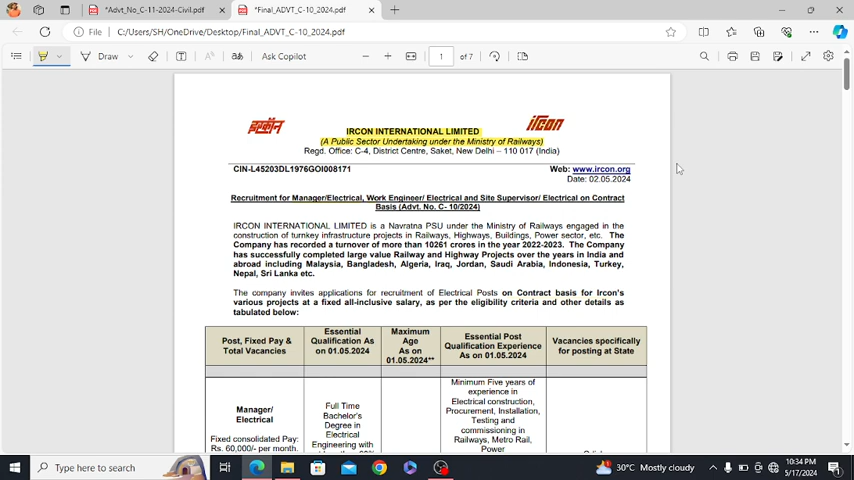 *Advt_No_C-11-2024-Civil.pdf
*Final_ADVT_C-10_2024.pdf
File C:/Users/SH/OneDrive/Desktop/Final_ADVT_C-10_2024.pdf
Draw
Ask Copilot
1 of 7
इरकॉन
ircon
IRCON INTERNATIONAL LIMITED
(A Public Sector Undertaking under the Ministry of Railways)
Regd. Office: C-4, District Centre, Saket, New Delhi – 110 017 (India)
CIN-L45203DL1976GOI008171
Web: www.ircon.org
Date: 02.05.2024
Recruitment for Manager/Electrical, Work Engineer/ Electrical and Site Supervisor/ Electrical on Contract
Basis (Advt. No. C- 10/2024)
IRCON INTERNATIONAL LIMITED is a Navratna PSU under the Ministry of Railways engaged in the
construction of turnkey infrastructure projects in Railways, Highways, Buildings, Power sector, etc. The
Company has recorded a turnover of more than 10261 crores in the year 2022-2023. The Company
has successfully completed large value Railway and Highway Projects over the years in India and
abroad including Malaysia, Bangladesh, Algeria, Iraq, Jordan, Saudi Arabia, Indonesia, Turkey,
Nepal, Sri Lanka etc.
The company invites applications for recruitment of Electrical Posts on Contract basis for Ircon's
various projects at a fixed all-inclusive salary, as per the eligibility criteria and other details as
tabulated below:
Post, Fixed Pay &
Total Vacancies
Essential
Qualification As
on 01.05.2024
Maximum
Age
As on
01.05.2024**
Essential Post
Qualification Experience
As on 01.05.2024
Vacancies specifically
for posting at State
Manager/
Electrical
Fixed consolidated Pay:
Rs. 60,000/- per month.
Full Time
Bachelor's
Degree in
Electrical
Engineering with
Minimum Five years of
experience in
Electrical construction,
Procurement, Installation,
Testing and
commissioning in
Railways, Metro Rail,
Power
Type here to search
30°C Mostly cloudy
10:34 PM
5/17/2024